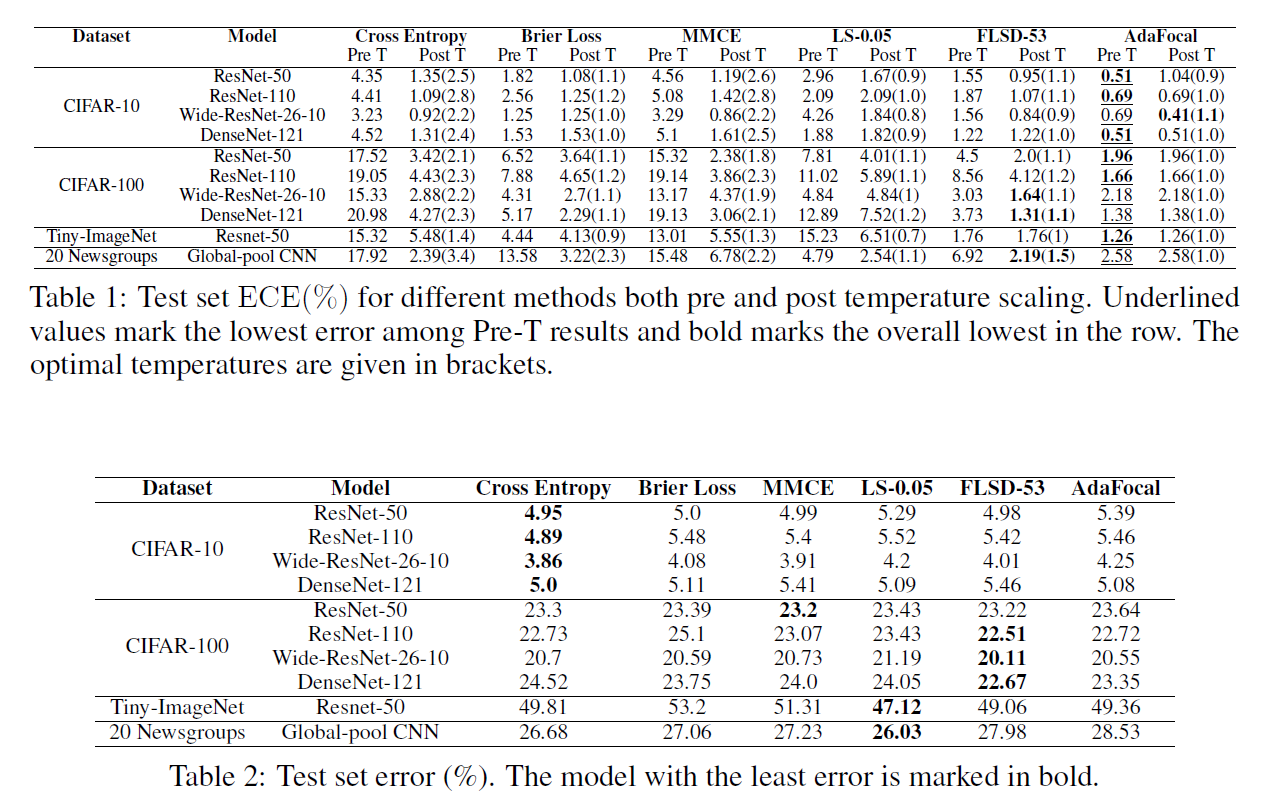 Dataset Model Cross Entropy Brier Loss MMCE LS-0.05 FLSD-53 AdaFocal
Pre T Post T Pre T Post T Pre T Post T Pre T Post T Pre T Post T Pre T Post T
CIFAR-10
ResNet-50 4.35 1.35(2.5) 1.82 1.08(1.1) 4.56 1.19(2.6) 2.96 1.67(0.9) 1.55 0.95(1.1) 0.51 1.04(0.9)
ResNet-110 4.41 1.09(2.8) 2.56 1.25(1.2) 5.08 1.42(2.8) 2.09 2.09(1.0) 1.87 1.07(1.1) 0.69 0.69(1.0)
Wide-ResNet-26-10 3.23 0.92(2.2) 1.25 1.25(1.0) 3.29 0.86(2.2) 4.26 1.84(0.8) 1.56 0.84(0.9) 0.69 0.41(1.1)
DenseNet-121 4.52 1.31(2.4) 1.53 1.53(1.0) 5.1 1.61(2.5) 1.88 1.82(0.9) 1.22 1.22(1.0) 0.51 0.51(1.0)
CIFAR-100
ResNet-50 17.52 3.42(2.1) 6.52 3.64(1.1) 15.32 2.38(1.8) 7.81 4.01(1.1) 4.5 2.0(1.1) 1.96 1.96(1.0)
ResNet-110 19.05 4.43(2.3) 7.88 4.65(1.2) 19.14 3.86(2.3) 11.02 5.89(1.1) 8.56 4.12(1.2) 1.66 1.66(1.0)
Wide-ResNet-26-10 15.33 2.88(2.2) 4.31 2.7(1.1) 13.17 4.37(1.9) 4.84 4.84(1) 3.03 1.64(1.1) 2.18 2.18(1.0)
DenseNet-121 20.98 4.27(2.3) 5.17 2.29(1.1) 19.13 3.06(2.1) 12.89 7.52(1.2) 3.73 1.31(1.1) 1.38 1.38(1.0)
Tiny-ImageNet Resnet-50 15.32 5.48(1.4) 4.44 4.13(0.9) 13.01 5.55(1.3) 15.23 6.51(0.7) 1.76 1.76(1) 1.26 1.26(1.0)
20 Newsgroups Global-pool CNN 17.92 2.39(3.4) 13.58 3.22(2.3) 15.48 6.78(2.2) 4.79 2.54(1.1) 6.92 2.19(1.5) 2.58 2.58(1.0)
Table 1: Test set ECE(%) for different methods both pre and post temperature scaling. Underlined
values mark the lowest error among Pre-T results and bold marks the overall lowest in the row. The
optimal temperatures are given in brackets.
Dataset Model Cross Entropy Brier Loss MMCE LS-0.05 FLSD-53 AdaFocal
CIFAR-10
ResNet-50 4.95 5.0 4.99 5.29 4.98 5.39
ResNet-110 4.89 5.48 5.4 5.52 5.42 5.46
Wide-ResNet-26-10 3.86 4.08 3.91 4.2 4.01 4.25
DenseNet-121 5.0 5.11 5.41 5.09 5.46 5.08
CIFAR-100
ResNet-50 23.3 23.39 23.2 23.43 23.22 23.64
ResNet-110 22.73 25.1 23.07 23.43 22.51 22.72
Wide-ResNet-26-10 20.7 20.59 20.73 21.19 20.11 20.55
DenseNet-121 24.52 23.75 24.0 24.05 22.67 23.35
Tiny-ImageNet Resnet-50 49.81 53.2 51.31 47.12 49.06 49.36
20 Newsgroups Global-pool CNN 26.68 27.06 27.23 26.03 27.98 28.53
Table 2: Test set error (%). The model with the least error is marked in bold.